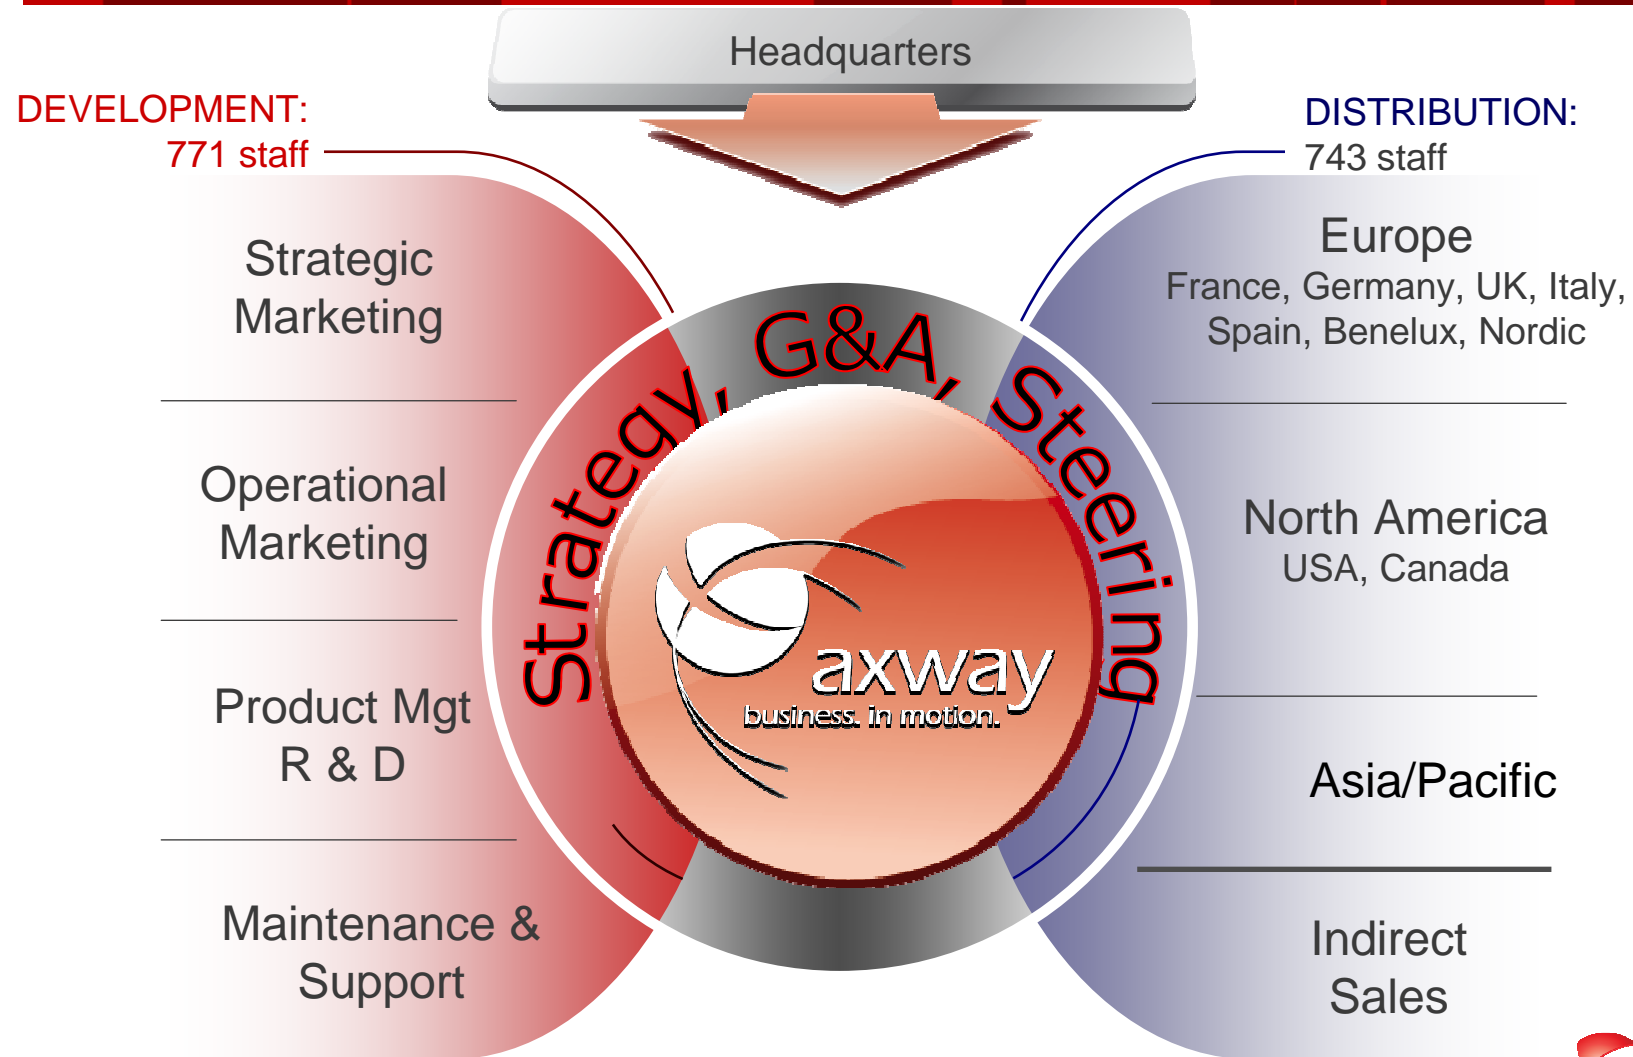 Headquarters
DEVELOPMENT:
771 staff
DISTRIBUTION:
743 staff
Strategic
Marketing
Operational
Marketing
Product Mgt
R & D
Maintenance &
Support
Strategy, G&A, Steering
axway
business. in motion.
Europe
France, Germany, UK, Italy,
Spain, Benelux, Nordic
North America
USA, Canada
Asia/Pacific
Indirect
Sales